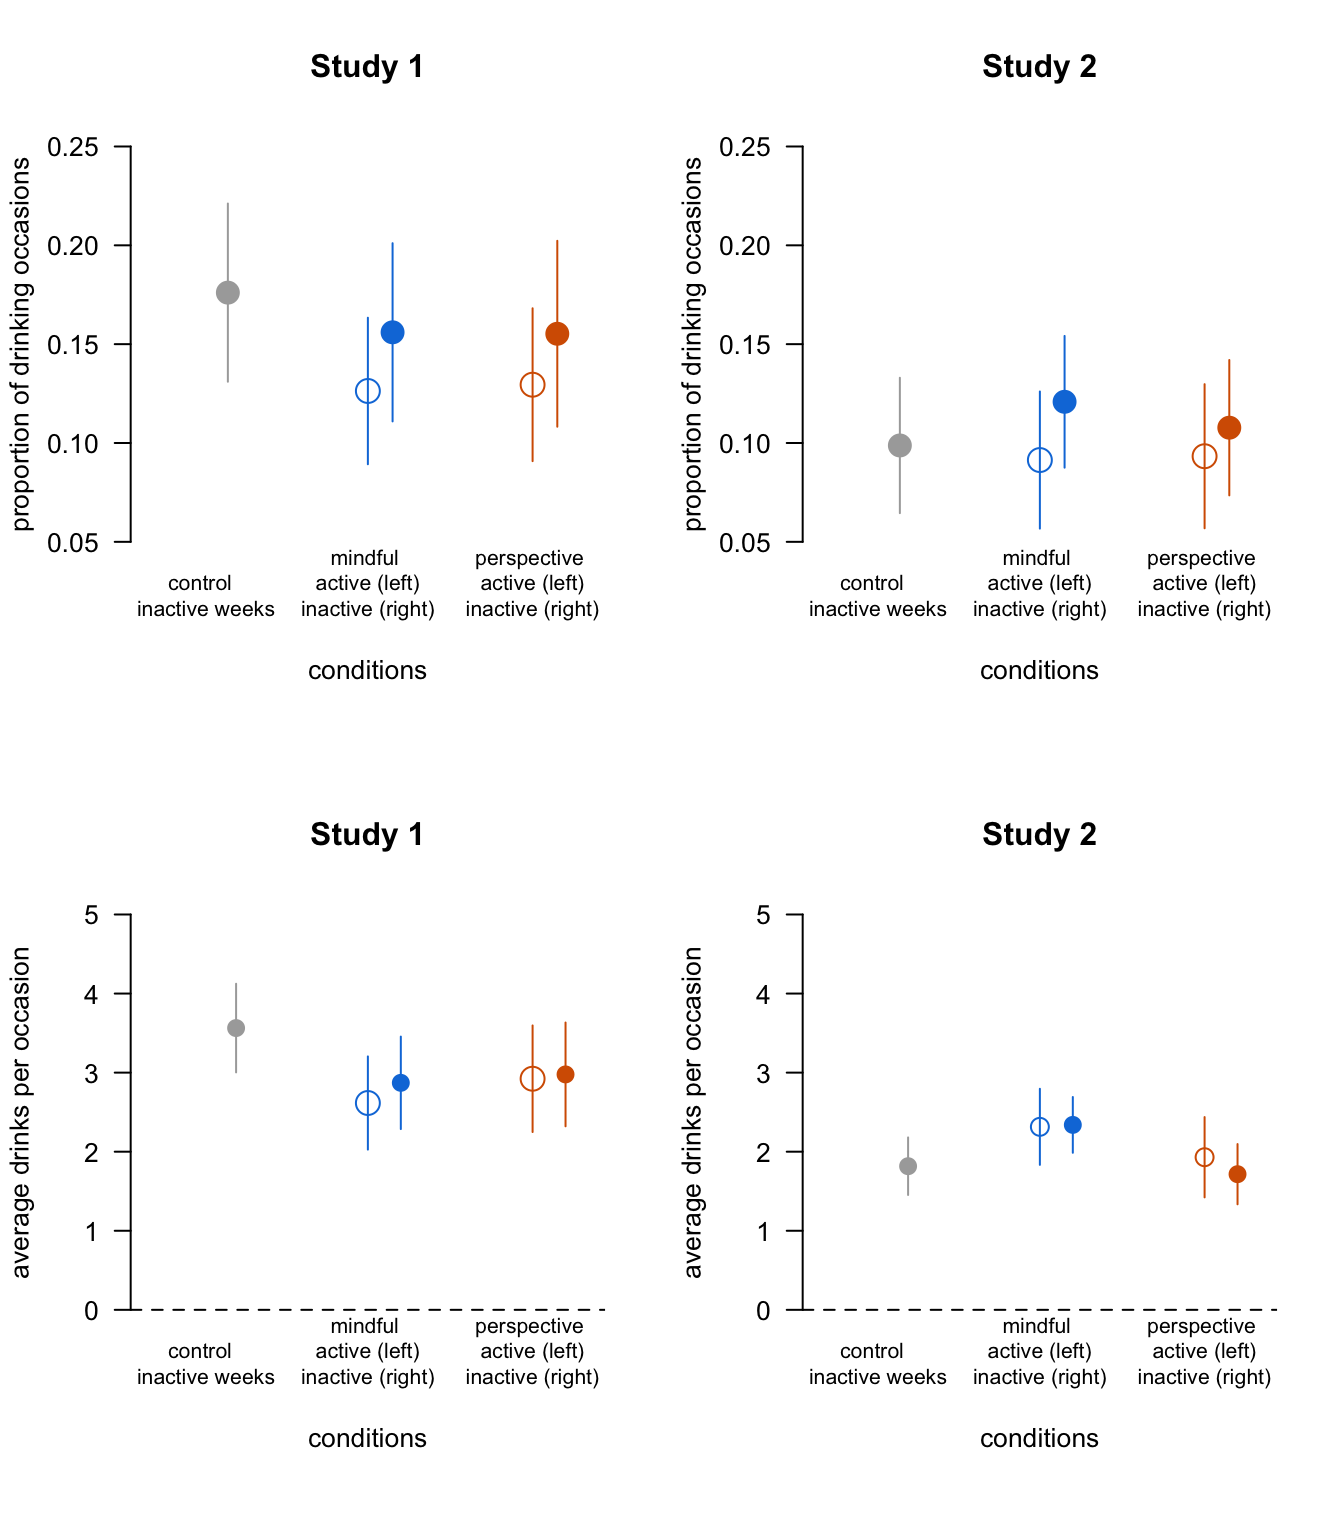 Study 1
proportion of drinking occasions
0.25
0.20
0.15
0.10
0.05
control
inactive weeks
mindful
active (left)
inactive (right)
perspective
active (left)
inactive (right)
conditions
Study 2
proportion of drinking occasions
0.25
0.20
0.15
0.10
0.05
control
inactive weeks
mindful
active (left)
inactive (right)
perspective
active (left)
inactive (right)
conditions
Study 1
average drinks per occasion
5
4
3
2
1
0
control
inactive weeks
mindful
active (left)
inactive (right)
perspective
active (left)
inactive (right)
conditions
Study 2
average drinks per occasion
5
4
3
2
1
0
control
inactive weeks
mindful
active (left)
inactive (right)
perspective
active (left)
inactive (right)
conditions